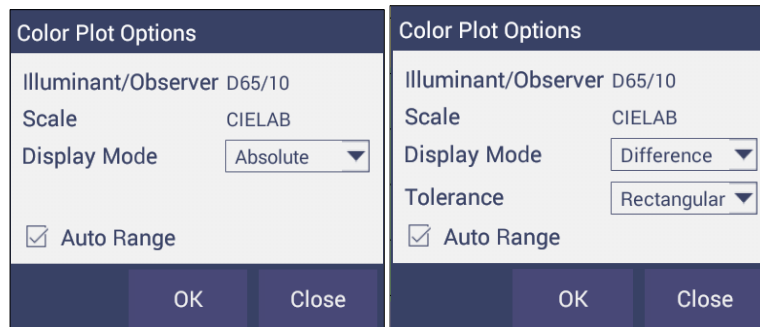 Color Plot Options
Illuminant/Observer D65/10
Scale CIELAB
Display Mode Absolute
Auto Range
OK Close
Color Plot Options
Illuminant/Observer D65/10
Scale CIELAB
Display Mode Difference
Tolerance Rectangular
Auto Range
OK Close